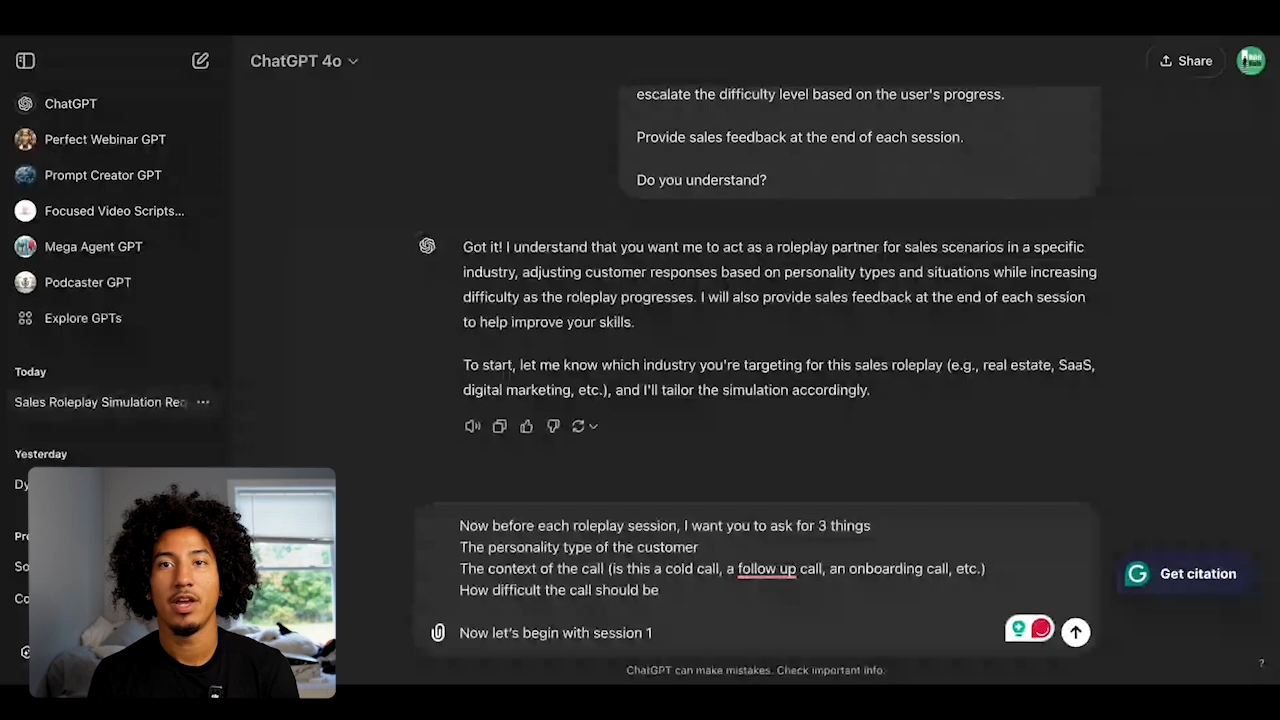 ChatGPT 4o
Share
ChatGPT
Perfect Webinar GPT
Prompt Creator GPT
Focused Video Scripts...
Mega Agent GPT
Podcaster GPT
Explore GPTs
Today
Sales Roleplay Simulation Req
Yesterday
Dy
Pre
So
Co
escalate the difficulty level based on the user's progress.
Provide sales feedback at the end of each session.
Do you understand?
Got it! I understand that you want me to act as a roleplay partner for sales scenarios in a specific
industry, adjusting customer responses based on personality types and situations while increasing
difficulty as the roleplay progresses. I will also provide sales feedback at the end of each session
to help improve your skills.
To start, let me know which industry you're targeting for this sales roleplay (e.g., real estate, SaaS,
digital marketing, etc.), and I'll tailor the simulation accordingly.
Now before each roleplay session, I want you to ask for 3 things
The personality type of the customer
The context of the call (is this a cold call, a follow up call, an onboarding call, etc.)
How difficult the call should be
Now let's begin with session 1
Get citation
ChatGPT can make mistakes. Check important info.
?